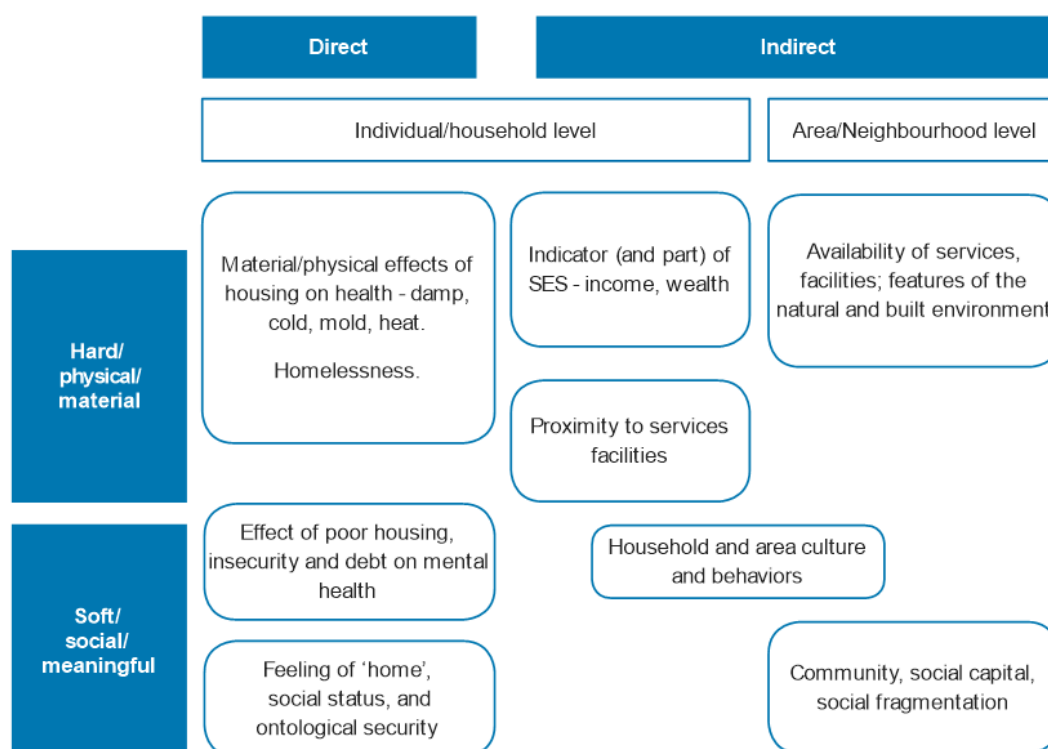 Direct
Indirect
Individual/household level
Area/Neighbourhood level
Hard/
physical/
material
Material/physical effects of
housing on health - damp,
cold, mold, heat.
Homelessness.
Indicator (and part) of
SES - income, wealth
Proximity to services
facilities
Availability of services,
facilities; features of the
natural and built environment
Soft/
social/
meaningful
Effect of poor housing,
insecurity and debt on mental
health
Household and area culture
and behaviors
Feeling of ‘home’,
social status, and
ontological security
Community, social capital,
social fragmentation